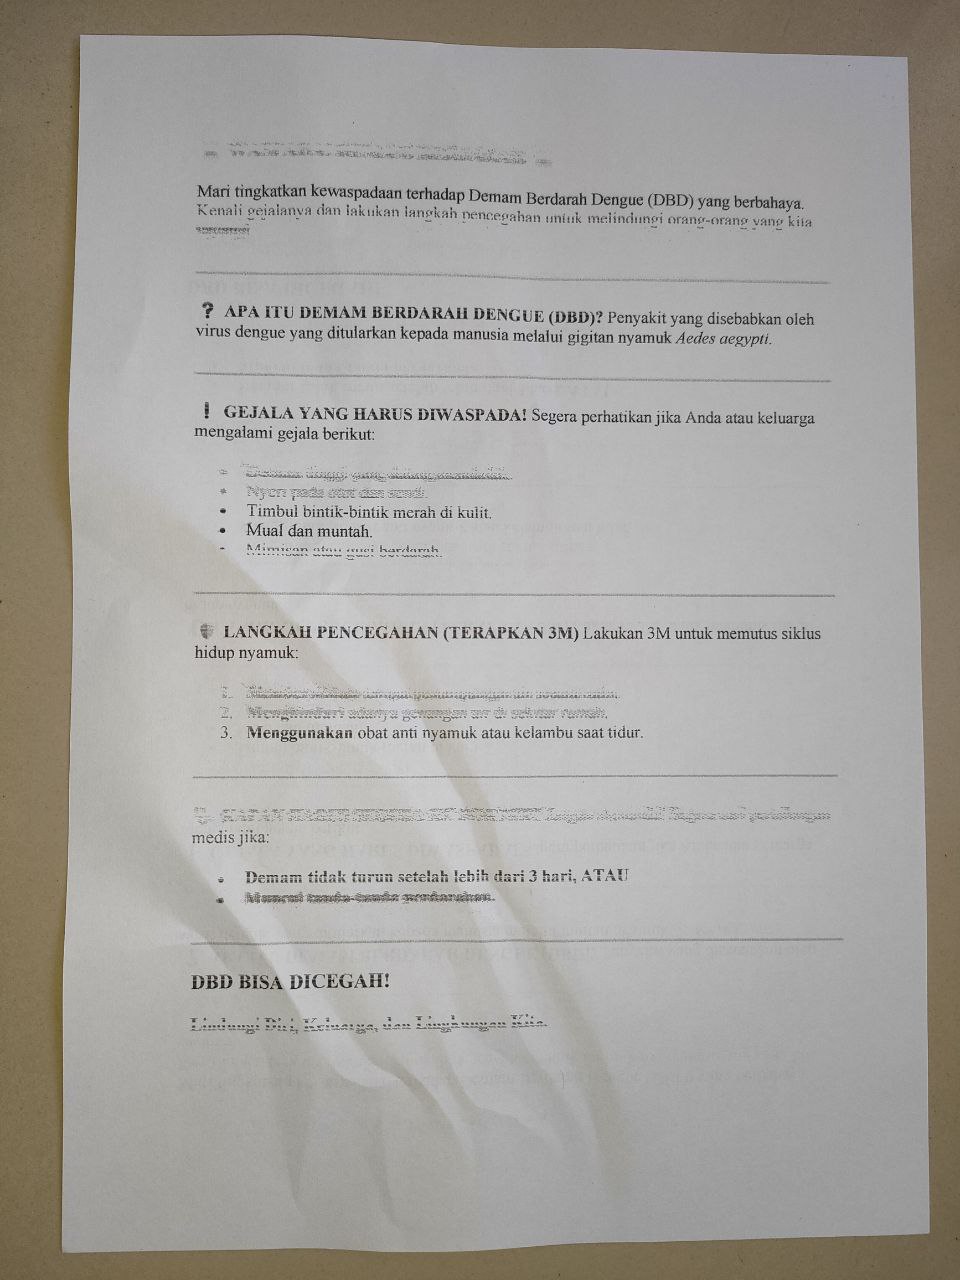 Mari tingkatkan kewaspadaan terhadap Demam Berdarah Dengue (DBD) yang berbahaya.
Kenali gejalanya dan lakukan langkah pencegahan untuk melindungi orang-orang yang kita
? APA ITU DEMAM BERDARAH DENGUE (DBD)? Penyakit yang disebabkan oleh
virus dengue yang ditularkan kepada manusia melalui gigitan nyamuk Aedes aegypti.
! GEJALA YANG HARUS DIWASPADA! Segera perhatikan jika Anda atau keluarga
mengalami gejala berikut:
• Demam tinggi yang
• Nyeri pada otot dan sendi.
• Timbul bintik-bintik merah di kulit.
• Mual dan muntah.
• Mimisan atau gusi berdarah.
LANGKAH PENCEGAHAN (TERAPKAN 3M) Lakukan 3M untuk memutus siklus
hidup nyamuk:
1.
2. Menghindari adanya genangan air di sekitar rumah.
3. Menggunakan obat anti nyamuk atau kelambu saat tidur.
medis jika:
• Demam tidak turun setelah lebih dari 3 hari, ATAU
• Muncul tanda-tanda perdarahan.
DBD BISA DICEGAH!
Lindungi Diri, Keluarga, dan Lingkungan Kita.